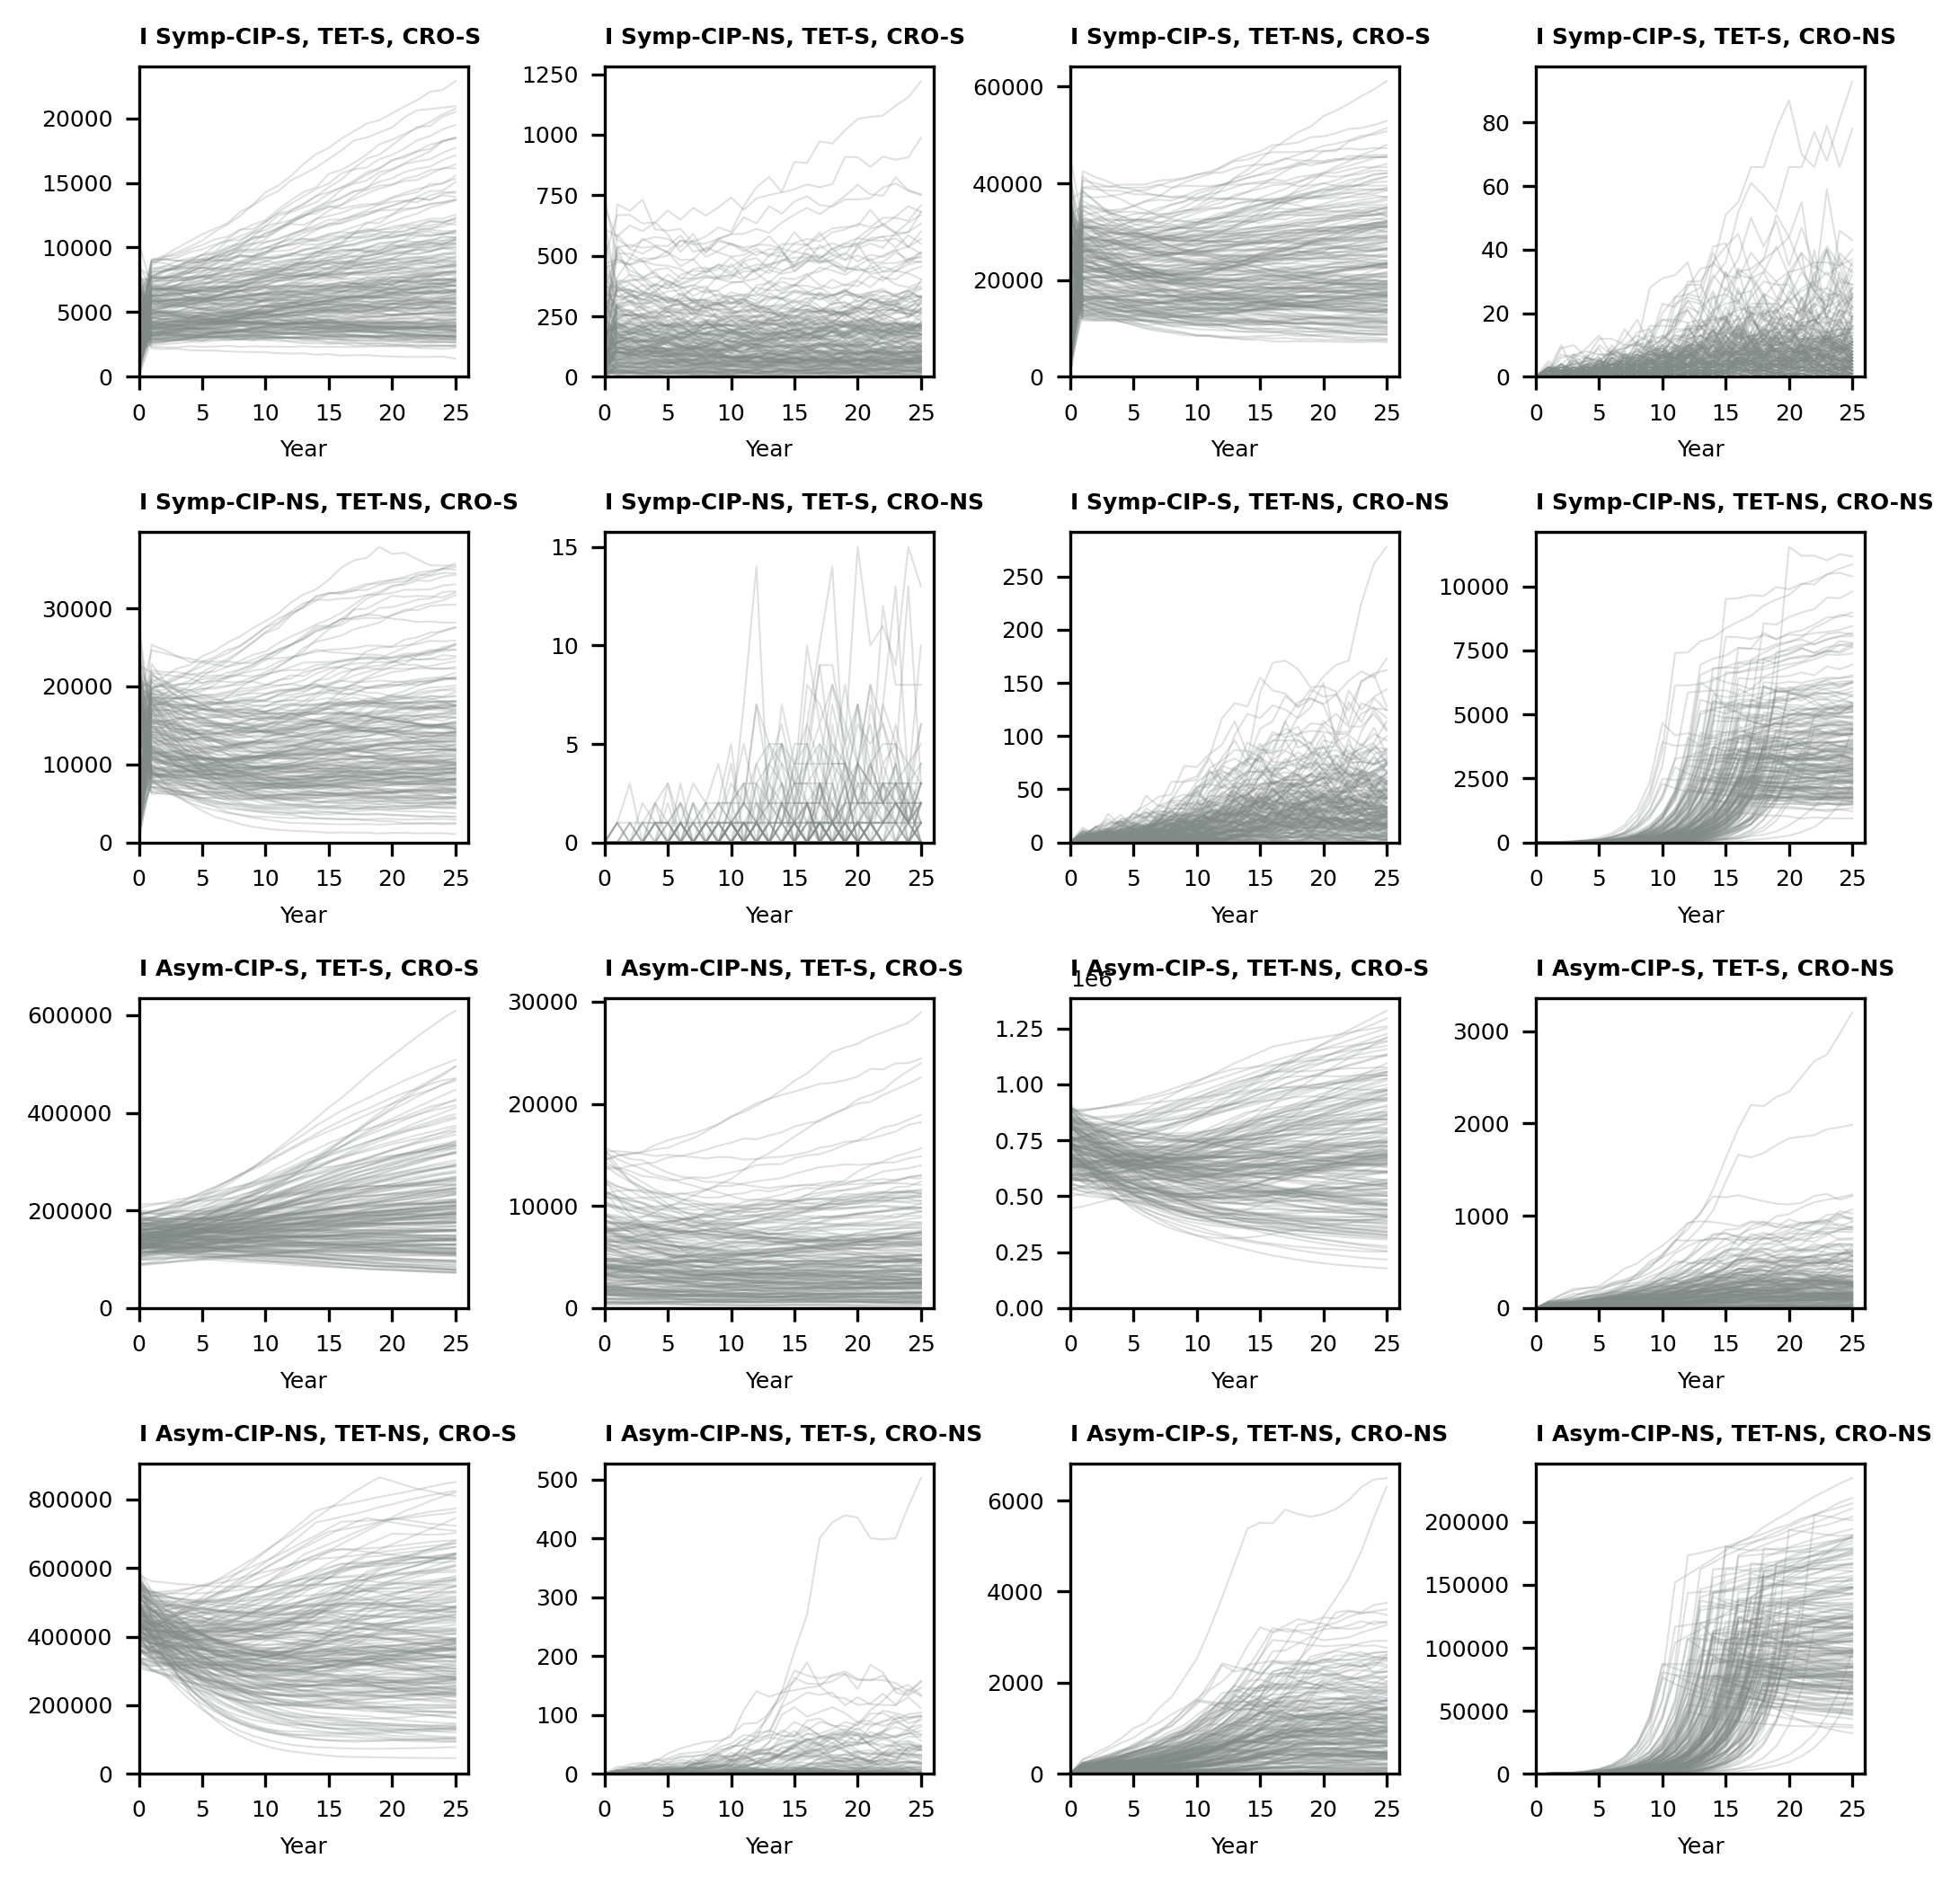 I Symp-CIP-S, TET-S, CRO-S
I Symp-CIP-NS, TET-S, CRO-S
I Symp-CIP-S, TET-NS, CRO-S
I Symp-CIP-S, TET-S, CRO-NS
20000
15000
10000
5000
0
0 5 10 15 20 25
Year
1250
1000
750
500
250
0
0 5 10 15 20 25
Year
60000
40000
20000
0
0 5 10 15 20 25
Year
80
60
40
20
0
0 5 10 15 20 25
Year
I Symp-CIP-NS, TET-NS, CRO-S
I Symp-CIP-NS, TET-S, CRO-NS
I Symp-CIP-S, TET-NS, CRO-NS
I Symp-CIP-NS, TET-NS, CRO-NS
30000
20000
10000
0
0 5 10 15 20 25
Year
15
10
5
0
0 5 10 15 20 25
Year
250
200
150
100
50
0
0 5 10 15 20 25
Year
10000
7500
5000
2500
0
0 5 10 15 20 25
Year
I Asym-CIP-S, TET-S, CRO-S
I Asym-CIP-NS, TET-S, CRO-S
I Asym-CIP-S, TET-NS, CRO-S
I Asym-CIP-S, TET-S, CRO-NS
600000
400000
200000
0
0 5 10 15 20 25
Year
30000
20000
10000
0
0 5 10 15 20 25
Year
1e6
1.25
1.00
0.75
0.50
0.25
0.00
0 5 10 15 20 25
Year
3000
2000
1000
0
0 5 10 15 20 25
Year
I Asym-CIP-NS, TET-NS, CRO-S
I Asym-CIP-NS, TET-S, CRO-NS
I Asym-CIP-S, TET-NS, CRO-NS
I Asym-CIP-NS, TET-NS, CRO-NS
800000
600000
400000
200000
0
0 5 10 15 20 25
Year
500
400
300
200
100
0
0 5 10 15 20 25
Year
6000
4000
2000
0
0 5 10 15 20 25
Year
200000
150000
100000
50000
0
0 5 10 15 20 25
Year